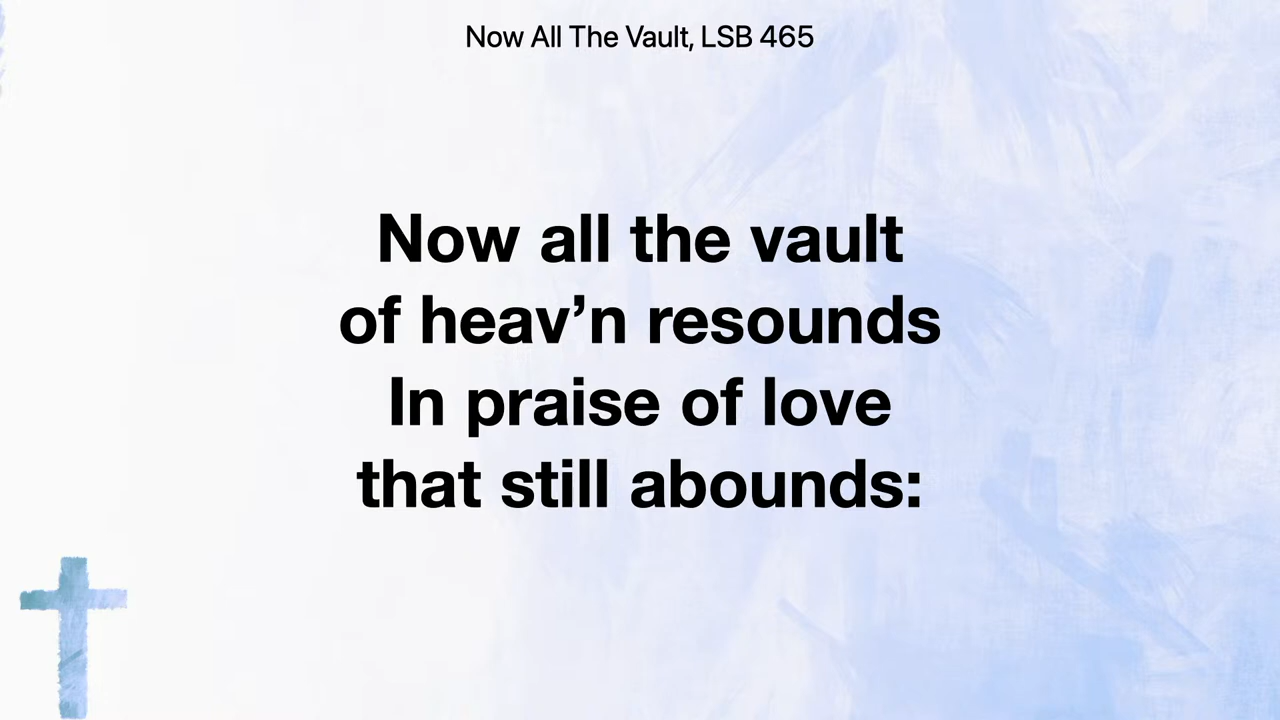 Now All The Vault, LSB 465
Now all the vault
of heav’n resounds
In praise of love
that still abounds: